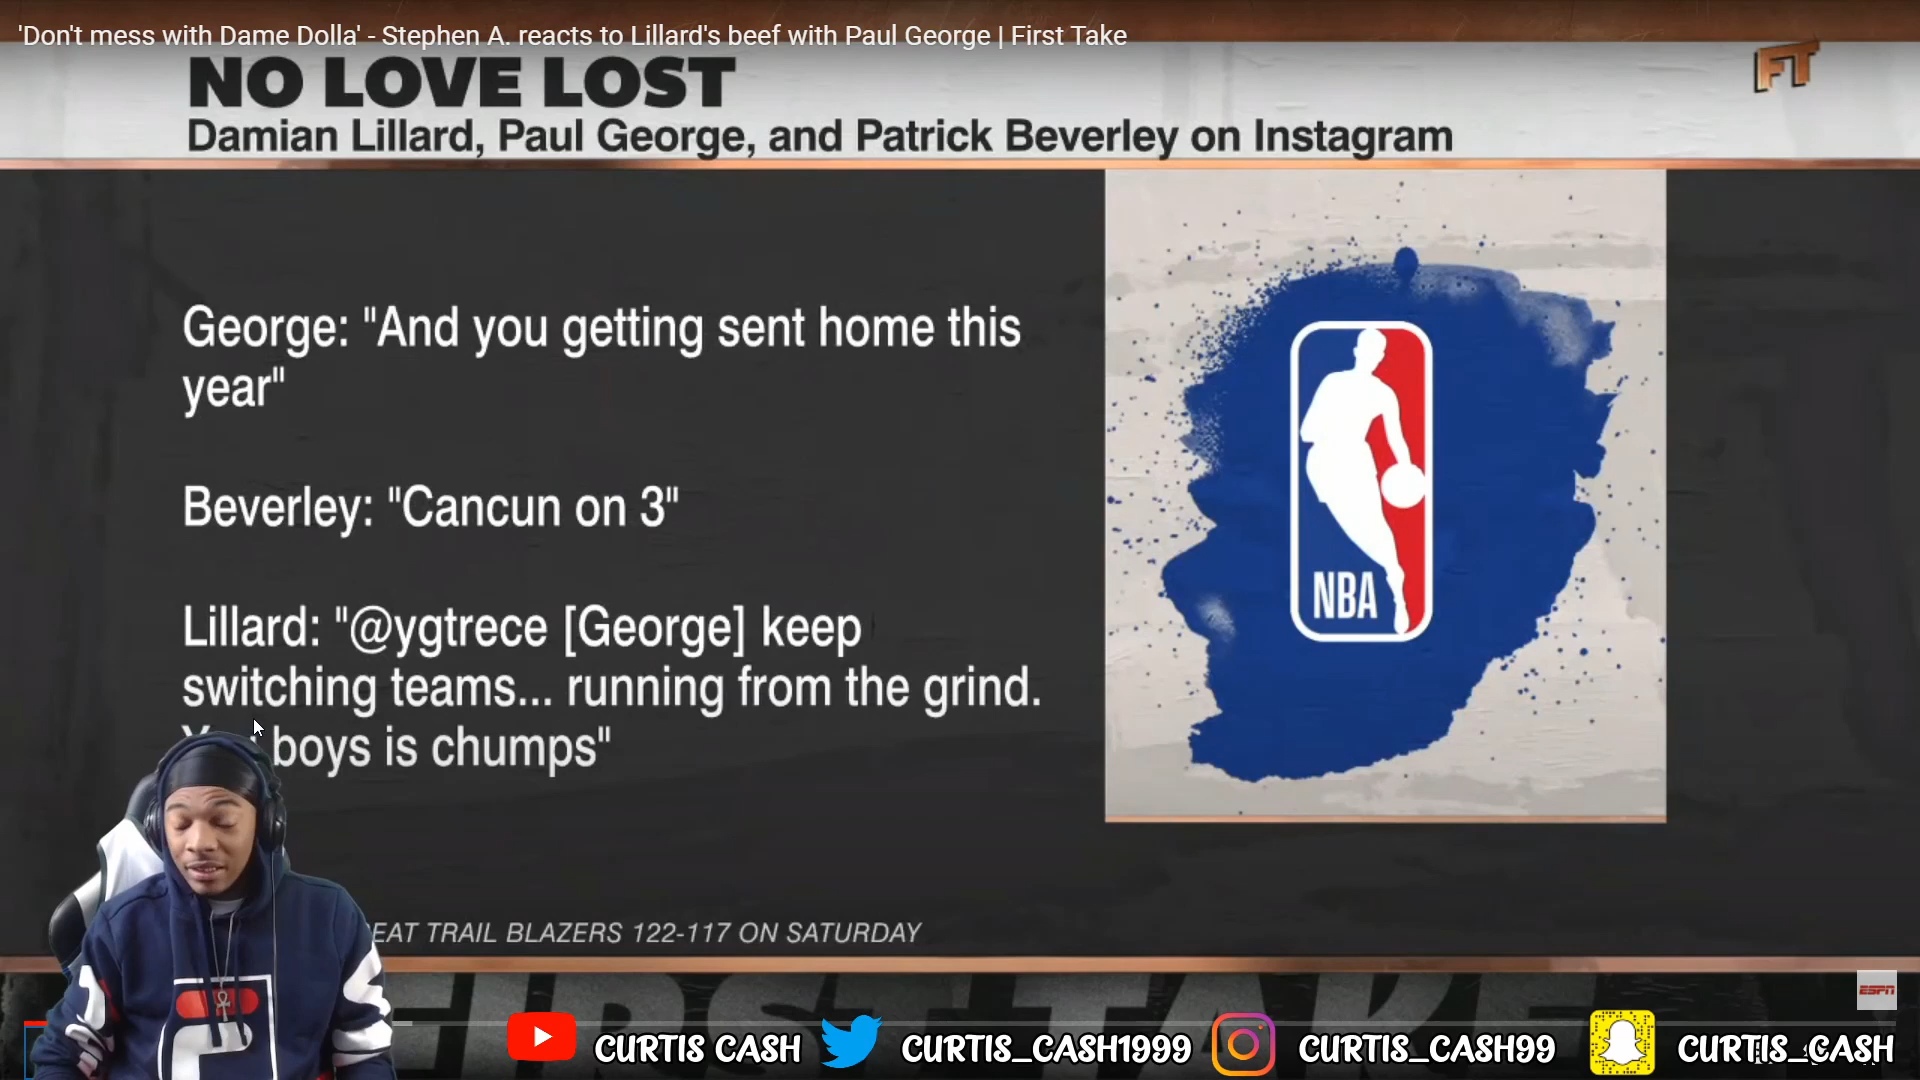 'Don't mess with Dame Dolla' - Stephen A. reacts to Lillard's beef with Paul George | First Take
NO LOVE LOST
FT
Damian Lillard, Paul George, and Patrick Beverley on Instagram
George: "And you getting sent home this
year"
Beverley: "Cancun on 3"
Lillard: "@ygtrece [George] keep
switching teams... running from the grind.
boys is chumps"
NBA
TRAIL BLAZERS 122-117 ON SATURDAY
FIRST TAKE
ESPN
CURTIS CASH
CURTIS_CASH1999
CURTIS_CASH99
CURTIS_CASH